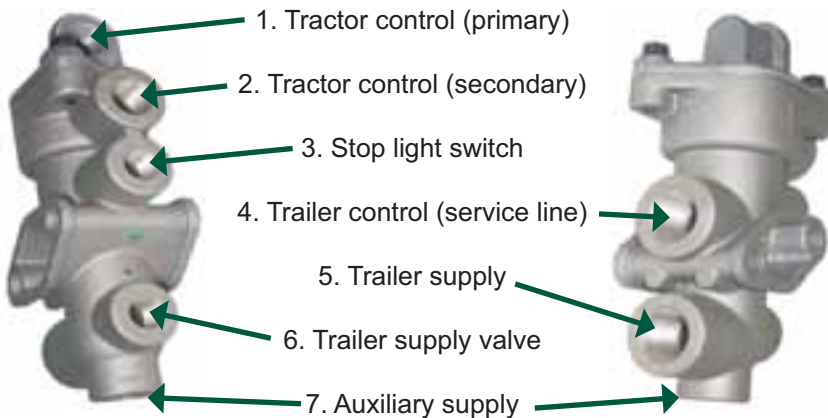 1. Tractor control (primary)
2. Tractor control (secondary)
3. Stop light switch
4. Trailer control (service line)
5. Trailer supply
6. Trailer supply valve
7. Auxiliary supply